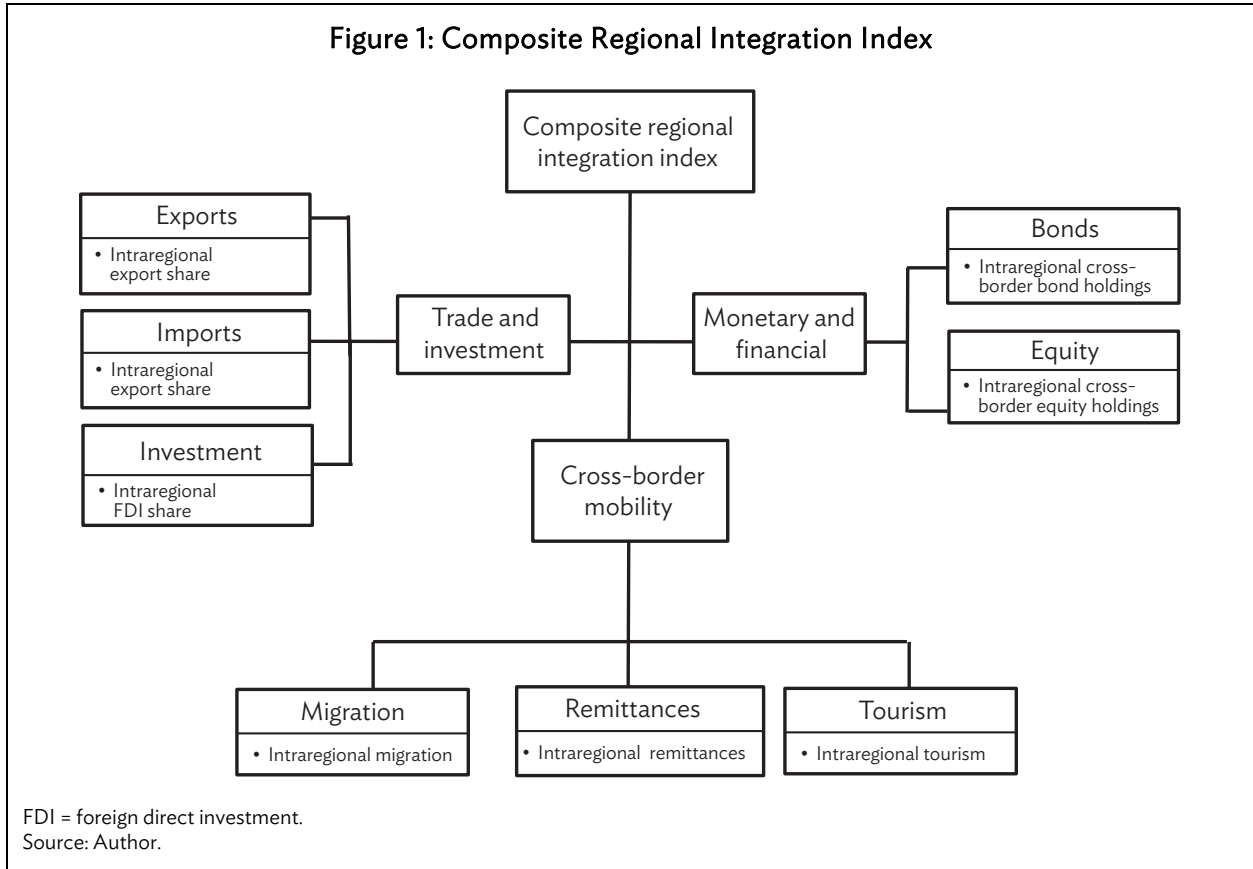 Figure 1: Composite Regional Integration Index
Composite regional
integration index
Exports
• Intraregional
export share
Imports
• Intraregional
export share
Investment
• Intraregional
FDI share
Trade and
investment
Monetary and
financial
Bonds
• Intraregional cross-
border bond holdings
Equity
• Intraregional cross-
border equity holdings
Cross-border
mobility
Migration
• Intraregional migration
Remittances
• Intraregional remittances
Tourism
• Intraregional tourism
FDI = foreign direct investment.
Source: Author.